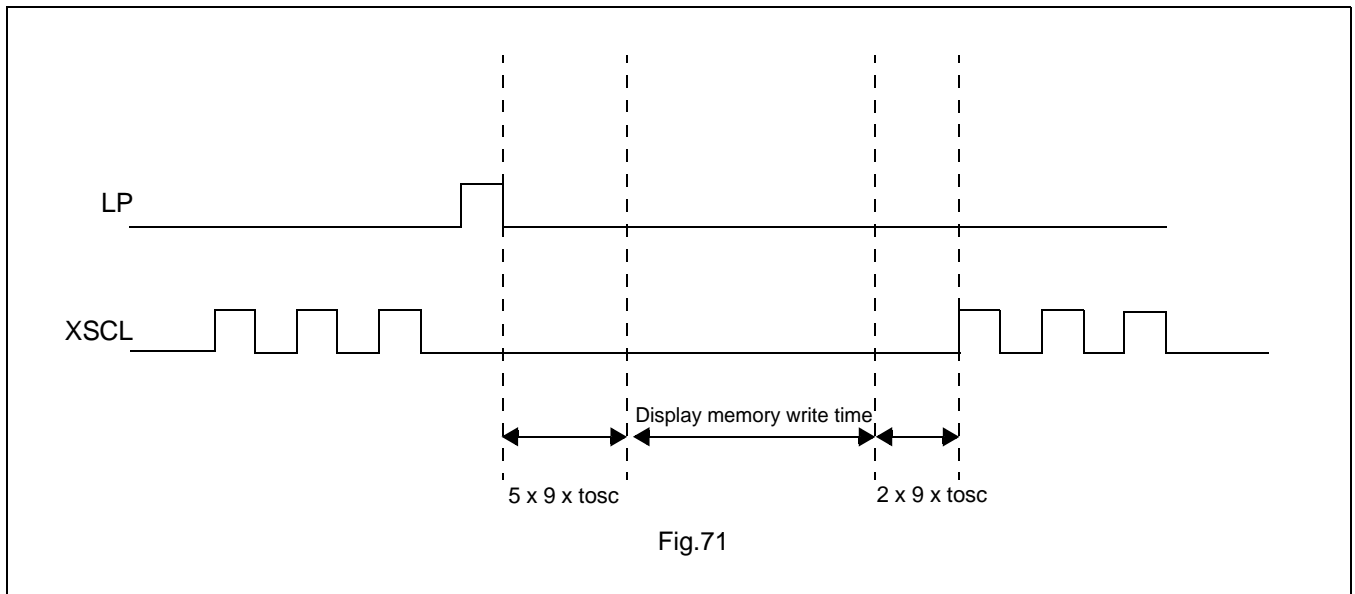 LP
XSCL
Display memory write time
5 x 9 x tosc
2 x 9 x tosc
Fig.71